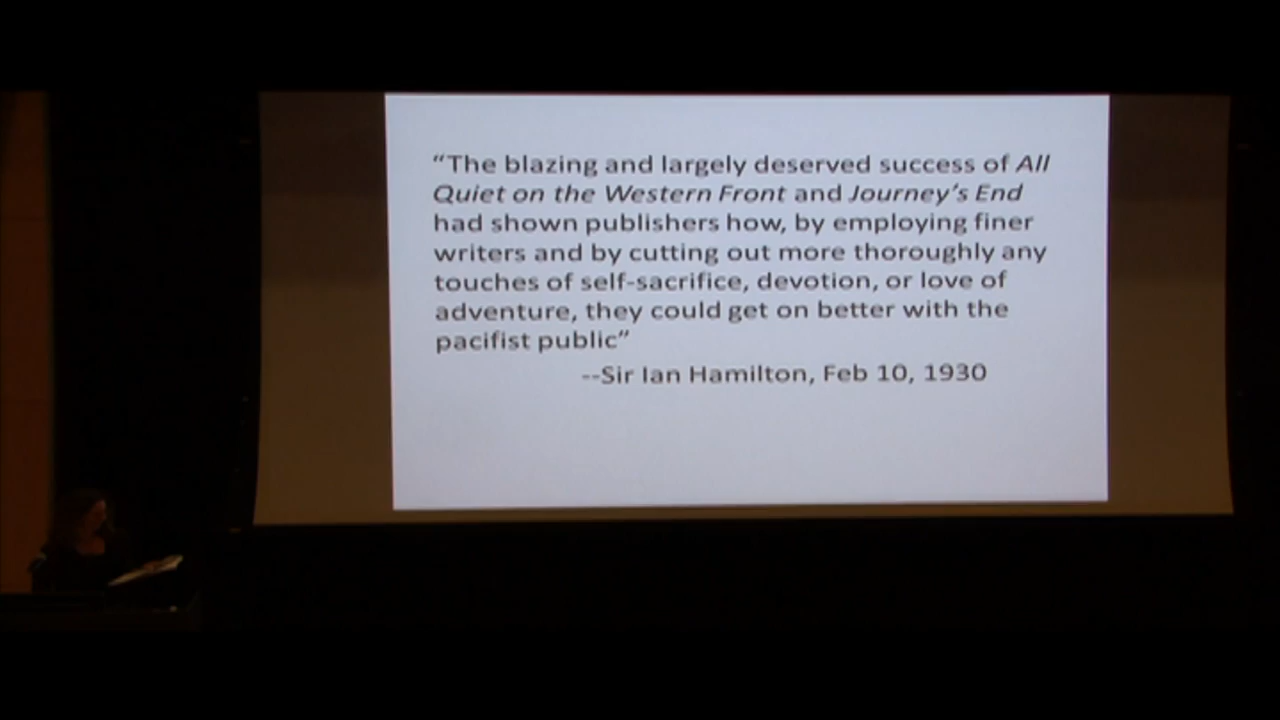 “The blazing and largely deserved success of All
Quiet on the Western Front and Journey’s End
had shown publishers how, by employing finer
writers and by cutting out more thoroughly any
touches of self-sacrifice, devotion, or love of
adventure, they could get on better with the
pacifist public”
--Sir Ian Hamilton, Feb 10, 1930